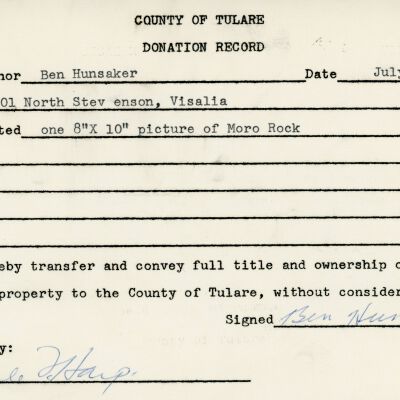 COUNTY OF TULARE
DONATION RECORD
nor Ben Hunsaker Date July
01 North Stev enson, Visalia
ted one 8"X 10" picture of Moro Rock
eby transfer and convey full title and ownership o
property to the County of Tulare, without consider
Signed Ben Hun
y: